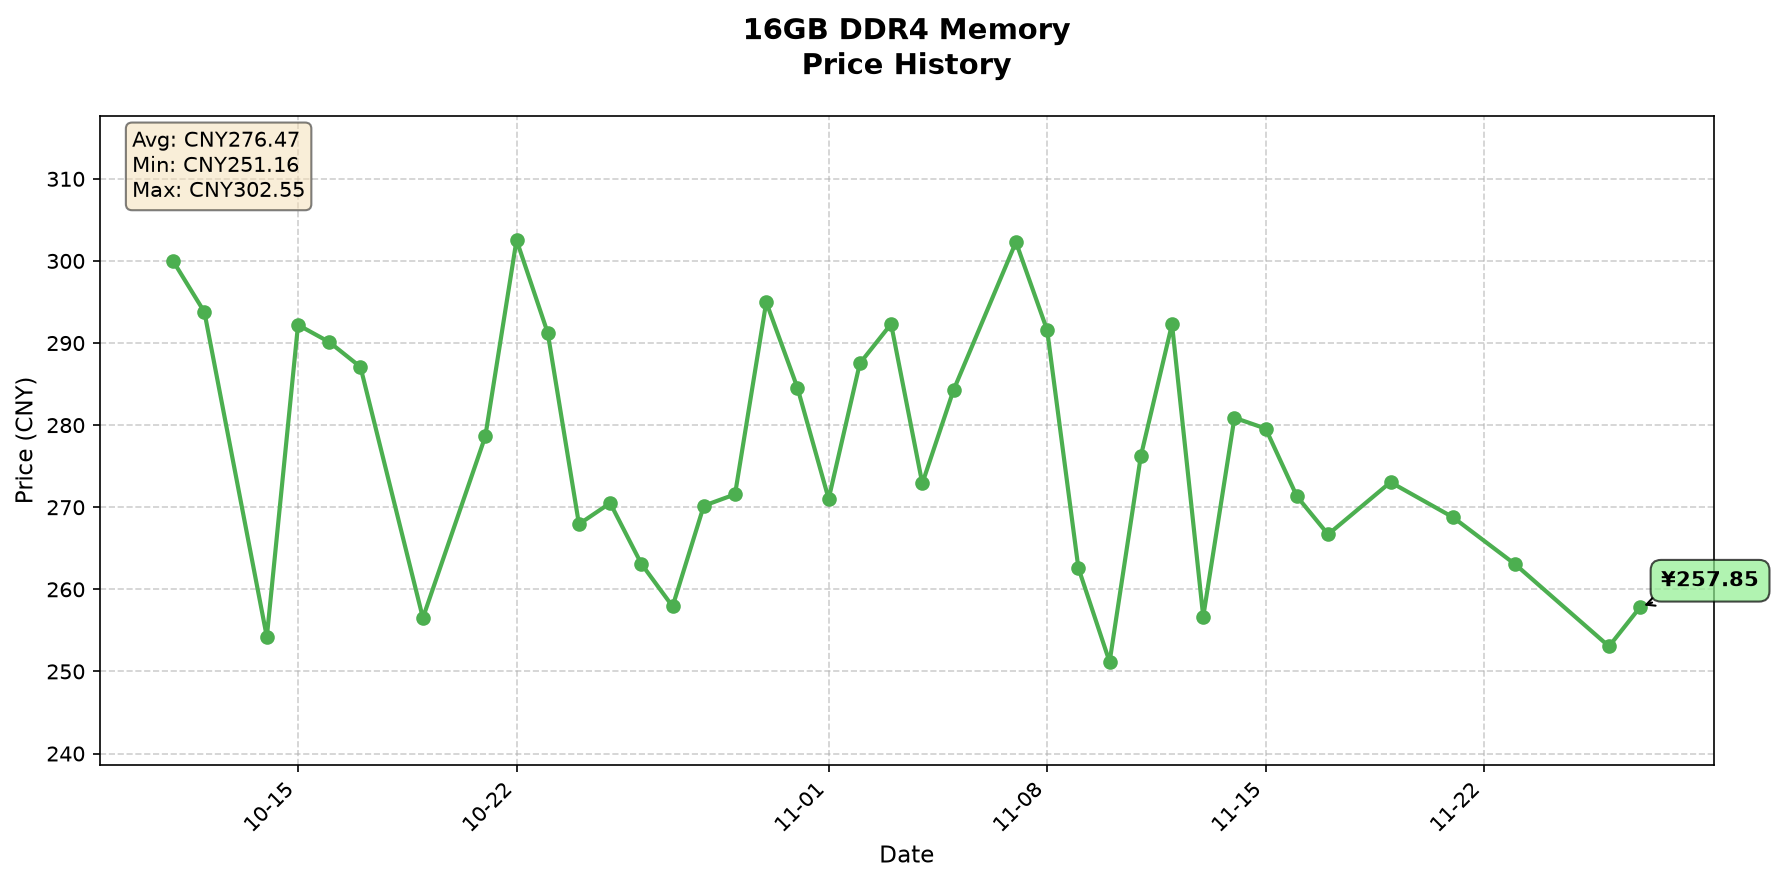 16GB DDR4 Memory
Price History
Avg: CNY276.47
Min: CNY251.16
Max: CNY302.55
310
300
290
280
270
260
250
240
Price (CNY)
¥257.85
10-15
10-22
11-01
11-08
11-15
11-22
Date